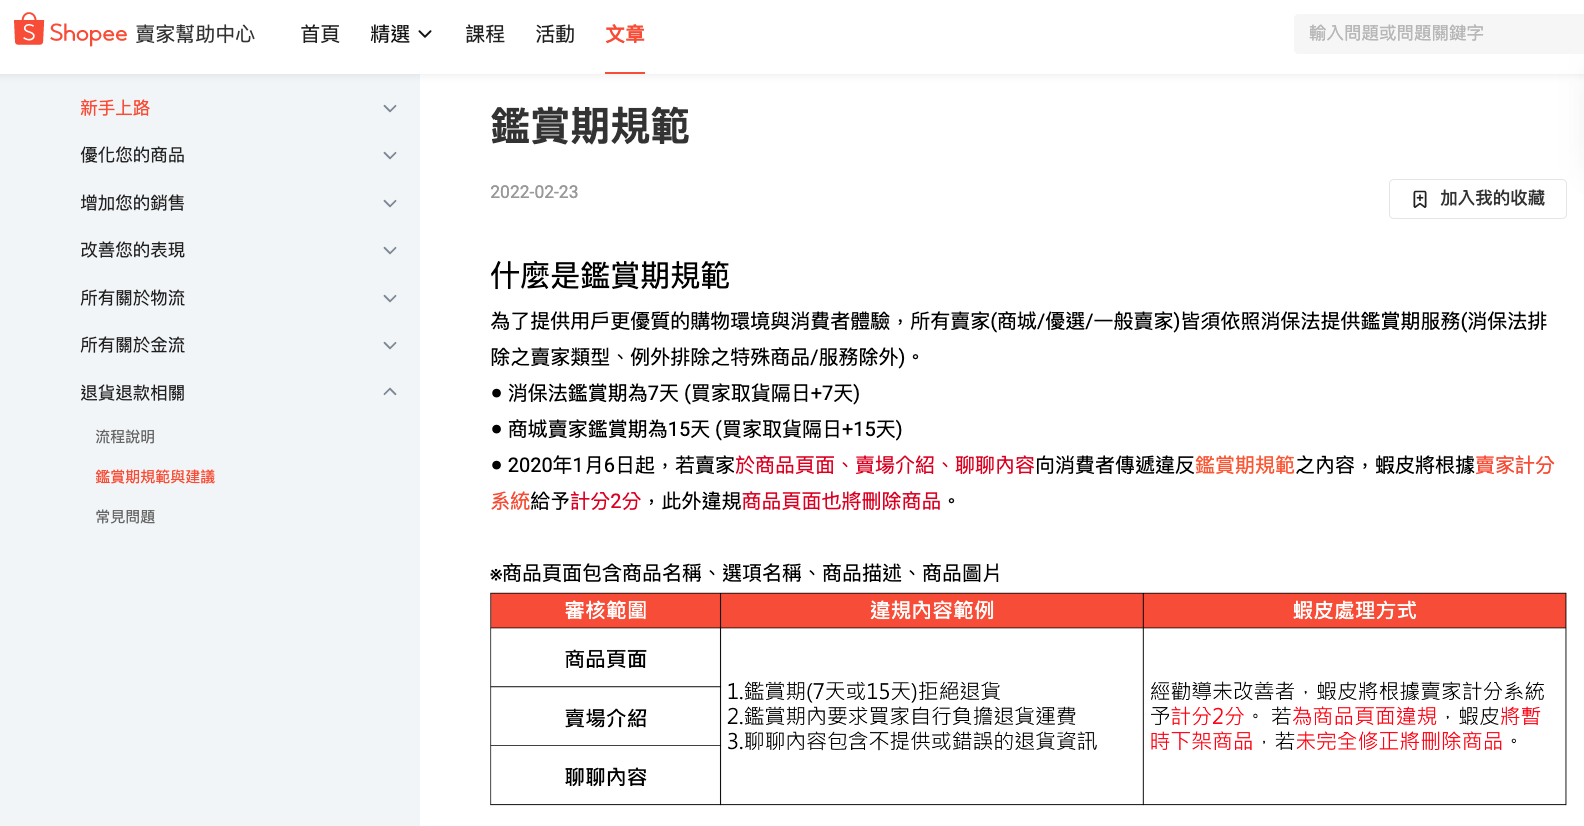 Shopee 賣家幫助中心 首頁 精選 課程 活動 文章 輸入問題或問題關鍵字
新手上路
優化您的商品
增加您的銷售
改善您的表現
所有關於物流
所有關於金流
退貨退款相關
流程說明
鑑賞期規範與建議
常見問題
鑑賞期規範
2022-02-23
加入我的收藏
什麼是鑑賞期規範
為了提供用戶更優質的購物環境與消費者體驗，所有賣家(商城/優選/一般賣家)皆須依照消保法提供鑑賞期服務(消保法排
除之賣家類型、例外排除之特殊商品/服務除外)。
● 消保法鑑賞期為7天 (買家取貨隔日+7天)
● 商城賣家鑑賞期為15天 (買家取貨隔日+15天)
● 2020年1月6日起，若賣家於商品頁面、賣場介紹、聊聊內容向消費者傳遞違反鑑賞期規範之內容，蝦皮將根據賣家計分
系統給予計分2分，此外違規商品頁面也將刪除商品。
※商品頁面包含商品名稱、選項名稱、商品描述、商品圖片
審核範圍 違規內容範例 蝦皮處理方式
商品頁面
賣場介紹
聊聊內容
1.鑑賞期(7天或15天)拒絕退貨
2.鑑賞期內要求買家自行負擔退貨運費
3.聊聊內容包含不提供或錯誤的退貨資訊
經勸導未改善者，蝦皮將根據賣家計分系統
予計分2分。 若為商品頁面違規，蝦皮將暫
時下架商品，若未完全修正將刪除商品。